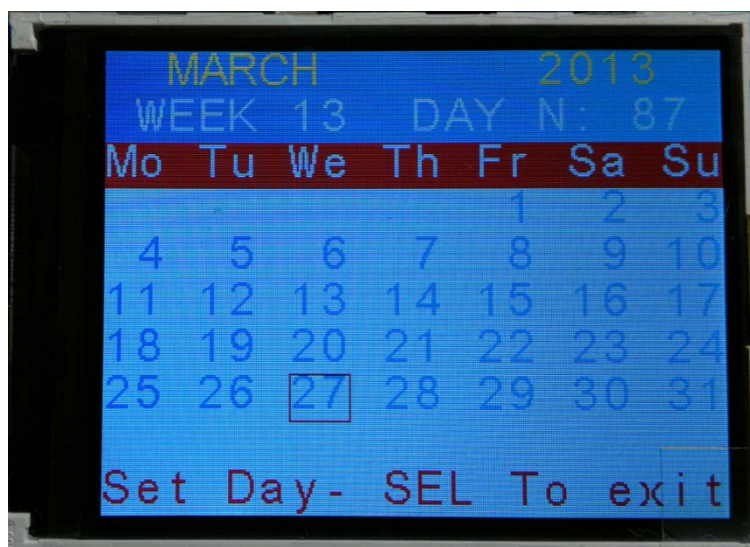 MARCH 2013
WEEK 13 DAY N: 87
Mo Tu We Th Fr Sa Su
1 2 3
4 5 6 7 8 9 10
11 12 13 14 15 16 17
18 19 20 21 22 23 24
25 26 27 28 29 30 31
Set Day- SEL To exit